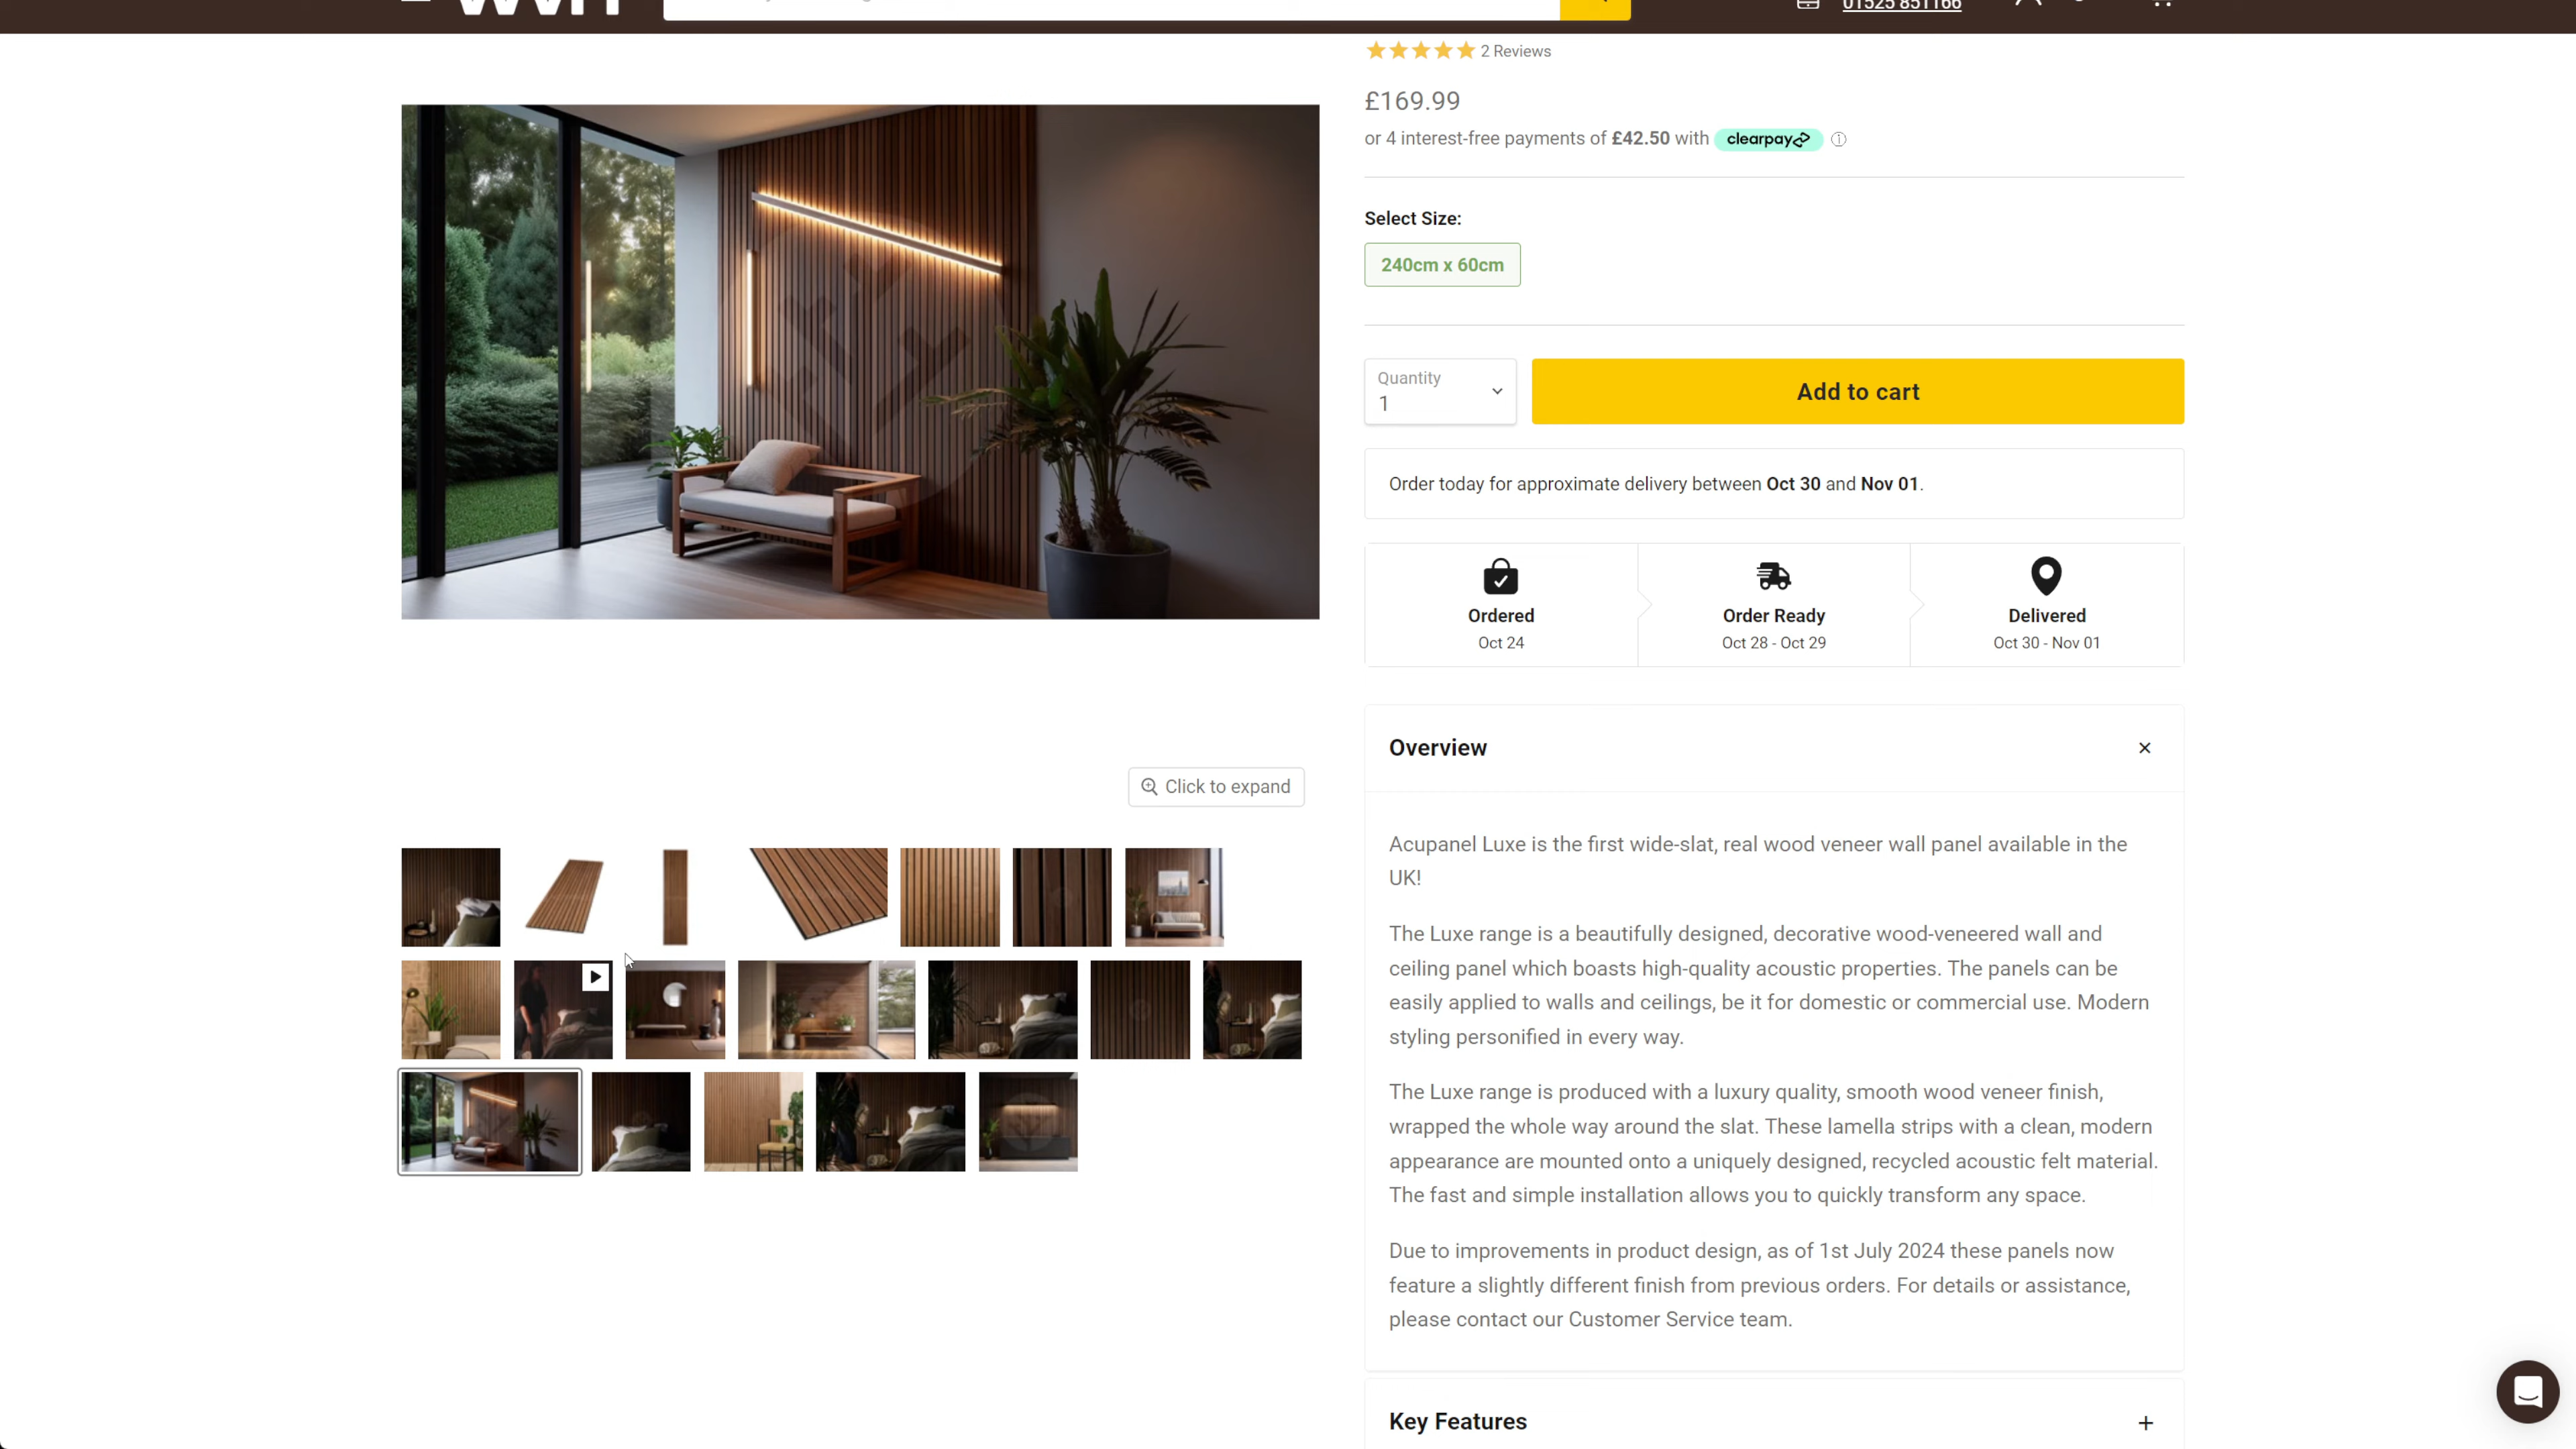 01525 851166
2 Reviews
£169.99
or 4 interest-free payments of £42.50 with clearpay
Select Size:
240cm x 60cm
Quantity
1
Add to cart
Order today for approximate delivery between Oct 30 and Nov 01.
Ordered
Oct 24
Order Ready
Oct 28 - Oct 29
Delivered
Oct 30 - Nov 01
Click to expand
Overview
Acupanel Luxe is the first wide-slat, real wood veneer wall panel available in the
UK!
The Luxe range is a beautifully designed, decorative wood-veneered wall and
ceiling panel which boasts high-quality acoustic properties. The panels can be
easily applied to walls and ceilings, be it for domestic or commercial use. Modern
styling personified in every way.
The Luxe range is produced with a luxury quality, smooth wood veneer finish,
wrapped the whole way around the slat. These lamella strips with a clean, modern
appearance are mounted onto a uniquely designed, recycled acoustic felt material.
The fast and simple installation allows you to quickly transform any space.
Due to improvements in product design, as of 1st July 2024 these panels now
feature a slightly different finish from previous orders. For details or assistance,
please contact our Customer Service team.
Key Features